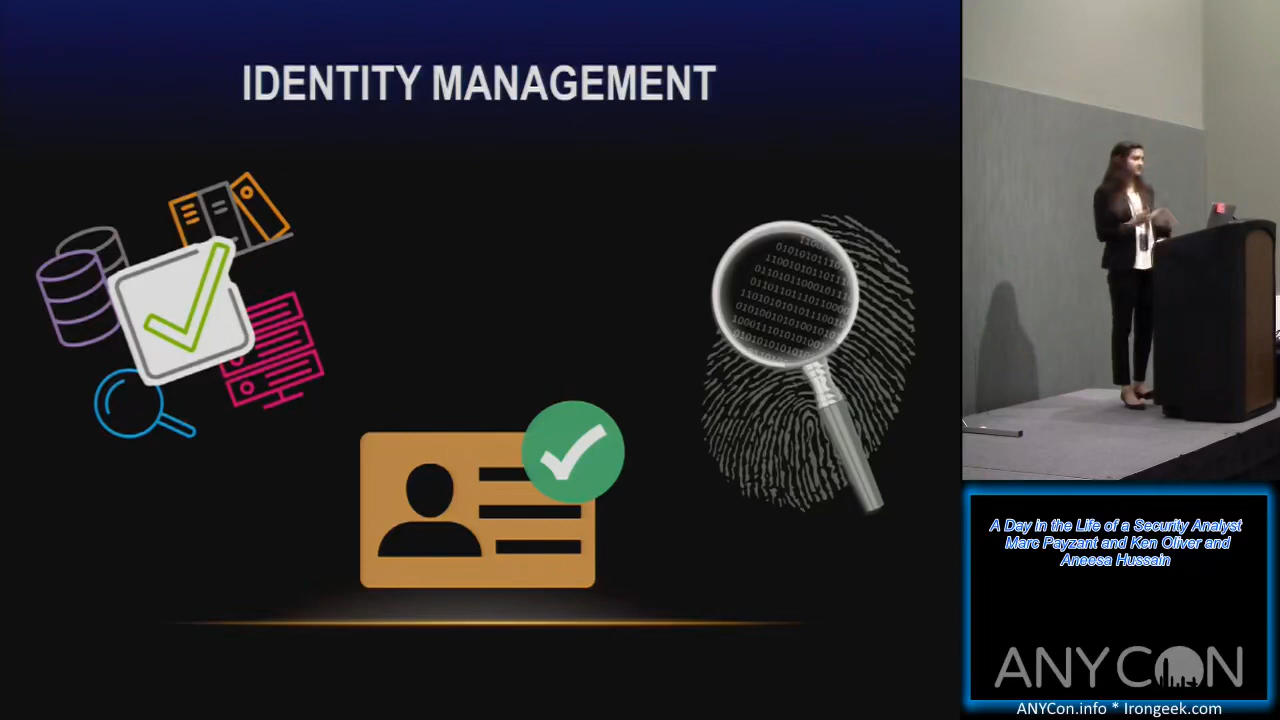 IDENTITY MANAGEMENT
A Day in the Life of a Security Analyst
Marc Payzant and Ken Oliver and
Aneesa Hussain
ANYCON
ANYCon.info * Irongeek.com